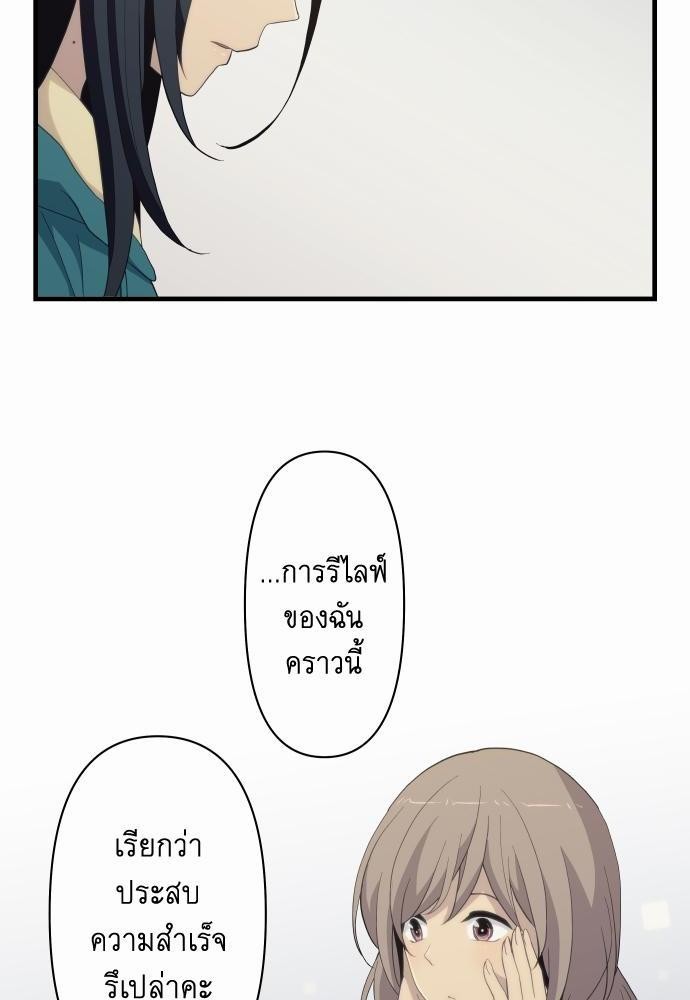 ...การรีไลฟ์
ของฉัน
คราวนี้
เรียกว่า
ประสบ
ความสำเร็จ
รึเปล่าคะ